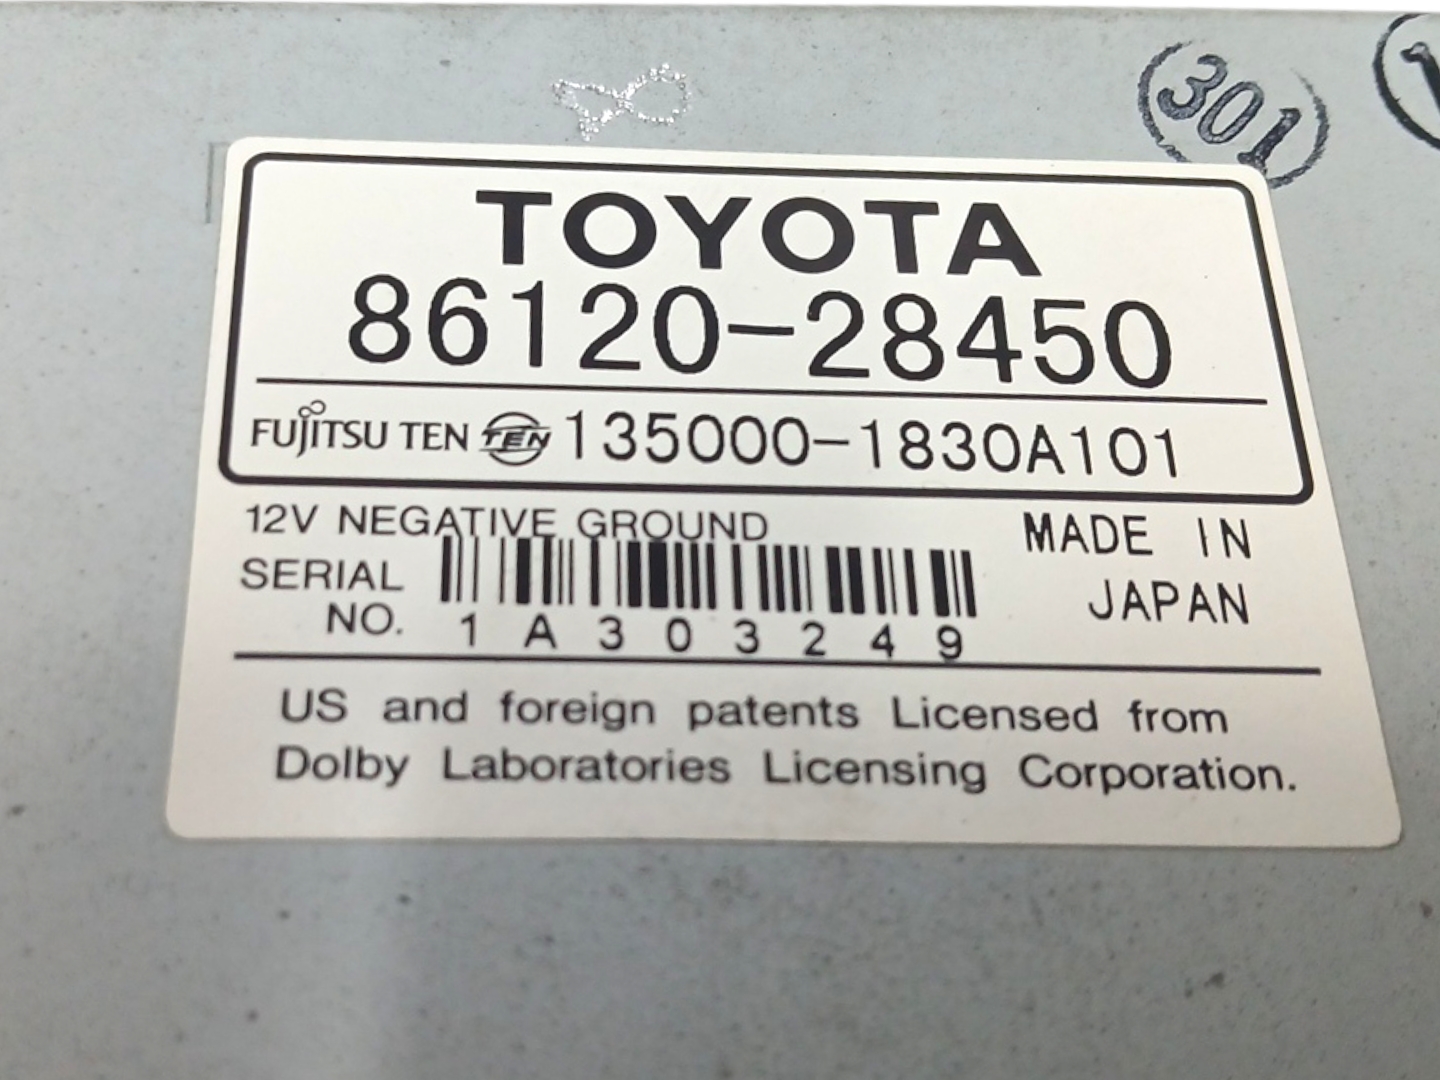 301
TOYOTA
86120-28450
FUJITSU TEN TEN 135000-1830A101
12V NEGATIVE GROUND
MADE IN
JAPAN
SERIAL
NO.
1A303249
US and foreign patents Licensed from
Dolby Laboratories Licensing Corporation.